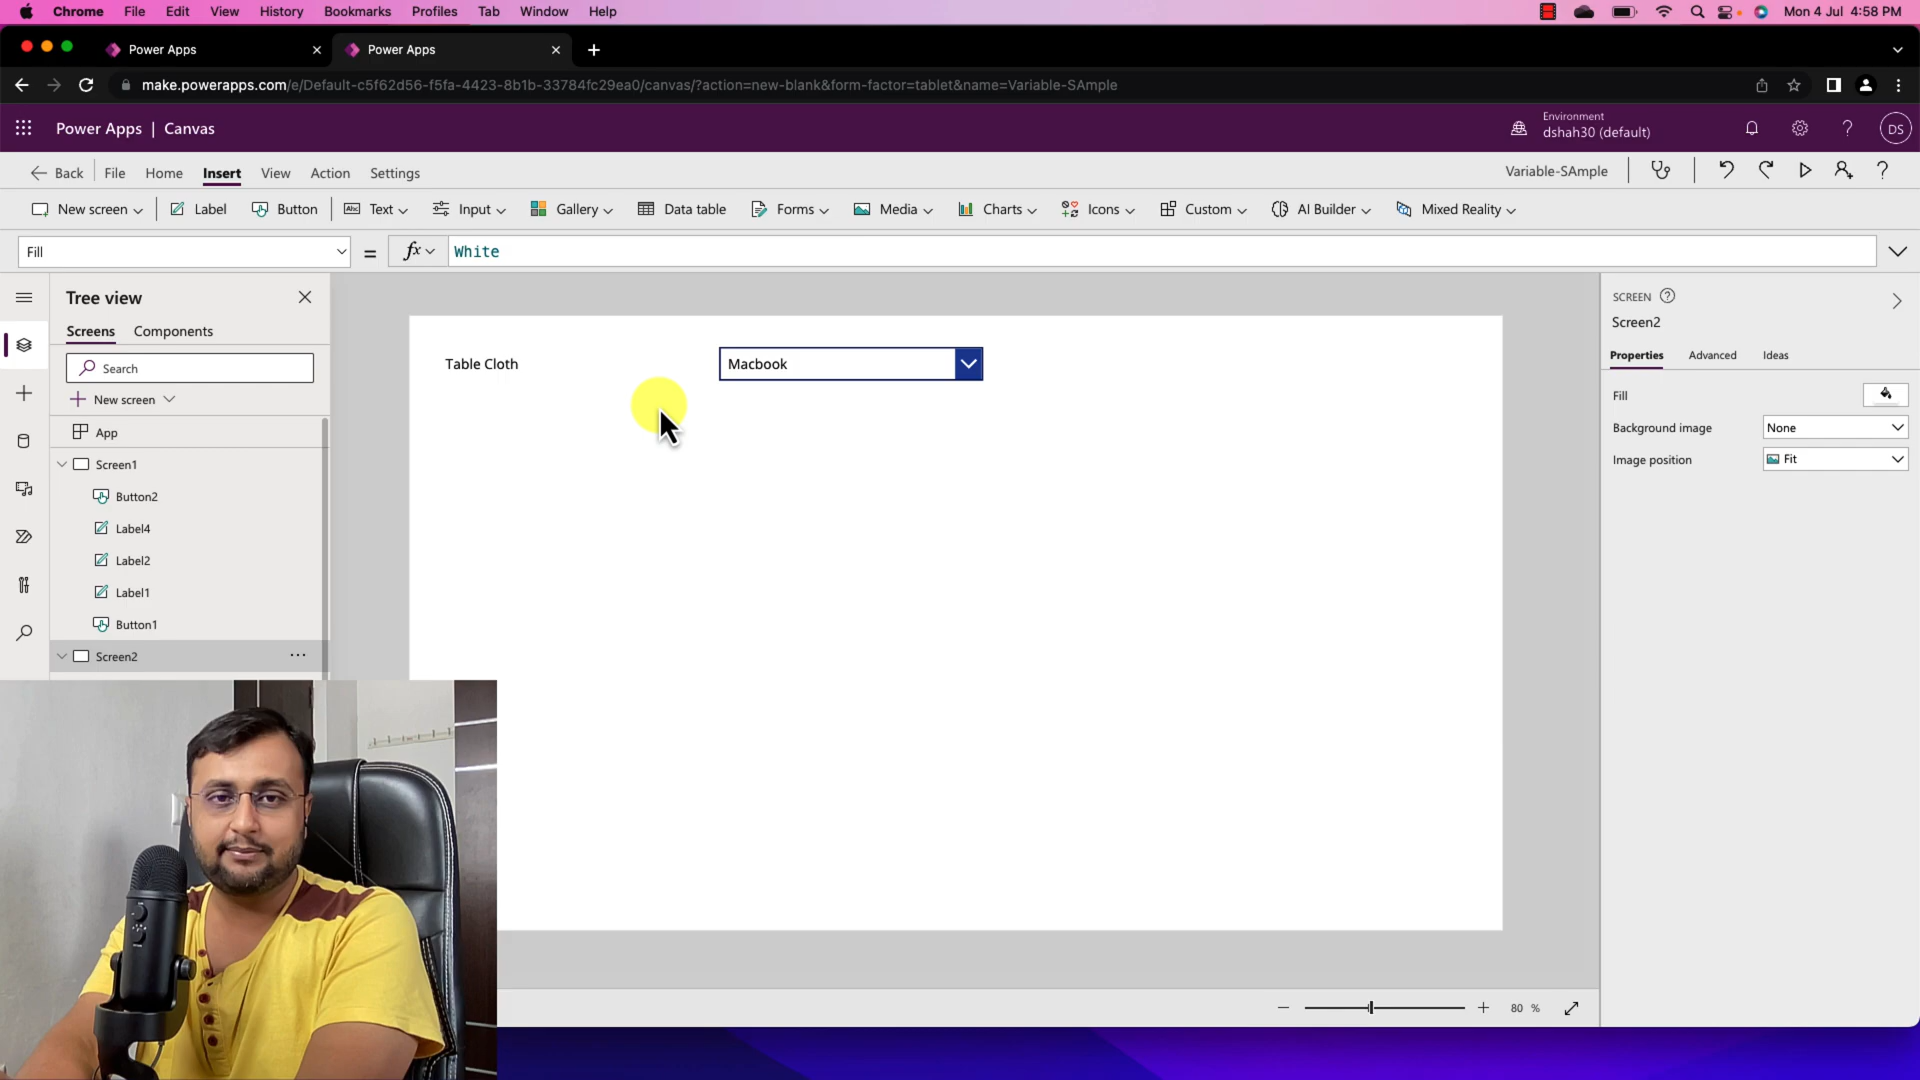 Chrome File Edit View History Bookmarks Profiles Tab Window Help Mon 4 Jul 4:58 PM
Power Apps Power Apps
make.powerapps.com/e/Default-c5f62d56-f5fa-4423-8b1b-33784fc29ea0/canvas/?action=new-blank&form-factor=tablet&name=Variable-SAmple
Power Apps | Canvas
Environment
dshah30 (default)
DS
Back File Home Insert View Action Settings Variable-SAmple
New screen Label Button Text Input Gallery Data table Forms Media Charts Icons Custom AI Builder Mixed Reality
Fill = fx White
Tree view
Screens Components
Search
New screen
App
Screen1
Button2
Label4
Label2
Label1
Button1
Screen2
Table Cloth Macbook
SCREEN
Screen2
Properties Advanced Ideas
Fill
Background image None
Image position Fit
80 %